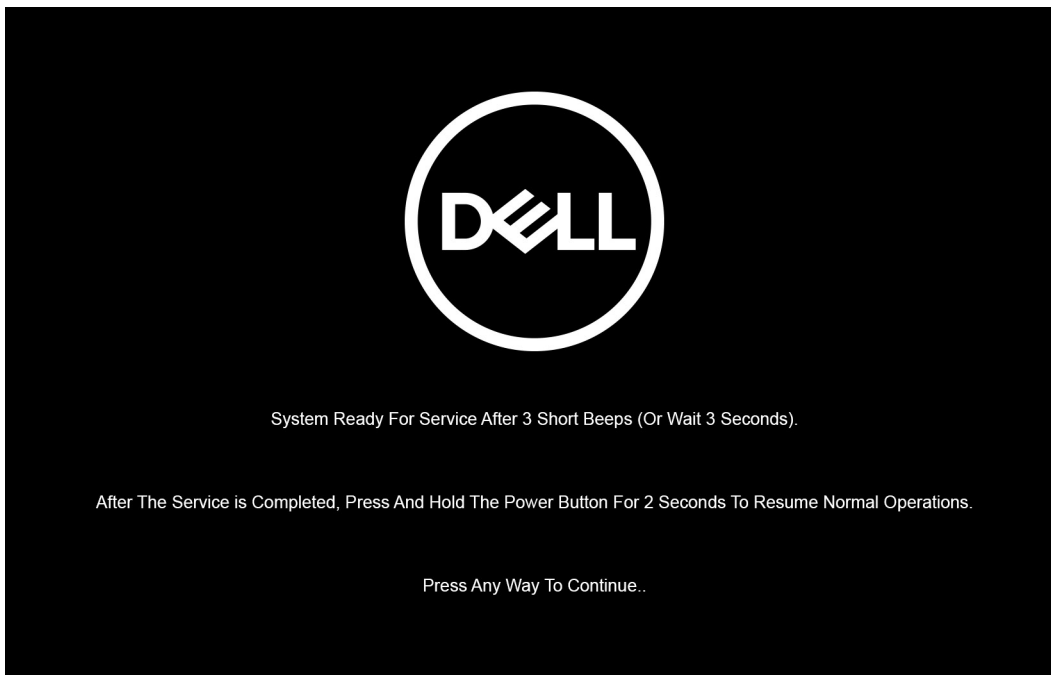 DELL
System Ready For Service After 3 Short Beeps (Or Wait 3 Seconds).
After The Service is Completed, Press And Hold The Power Button For 2 Seconds To Resume Normal Operations.
Press Any Way To Continue..